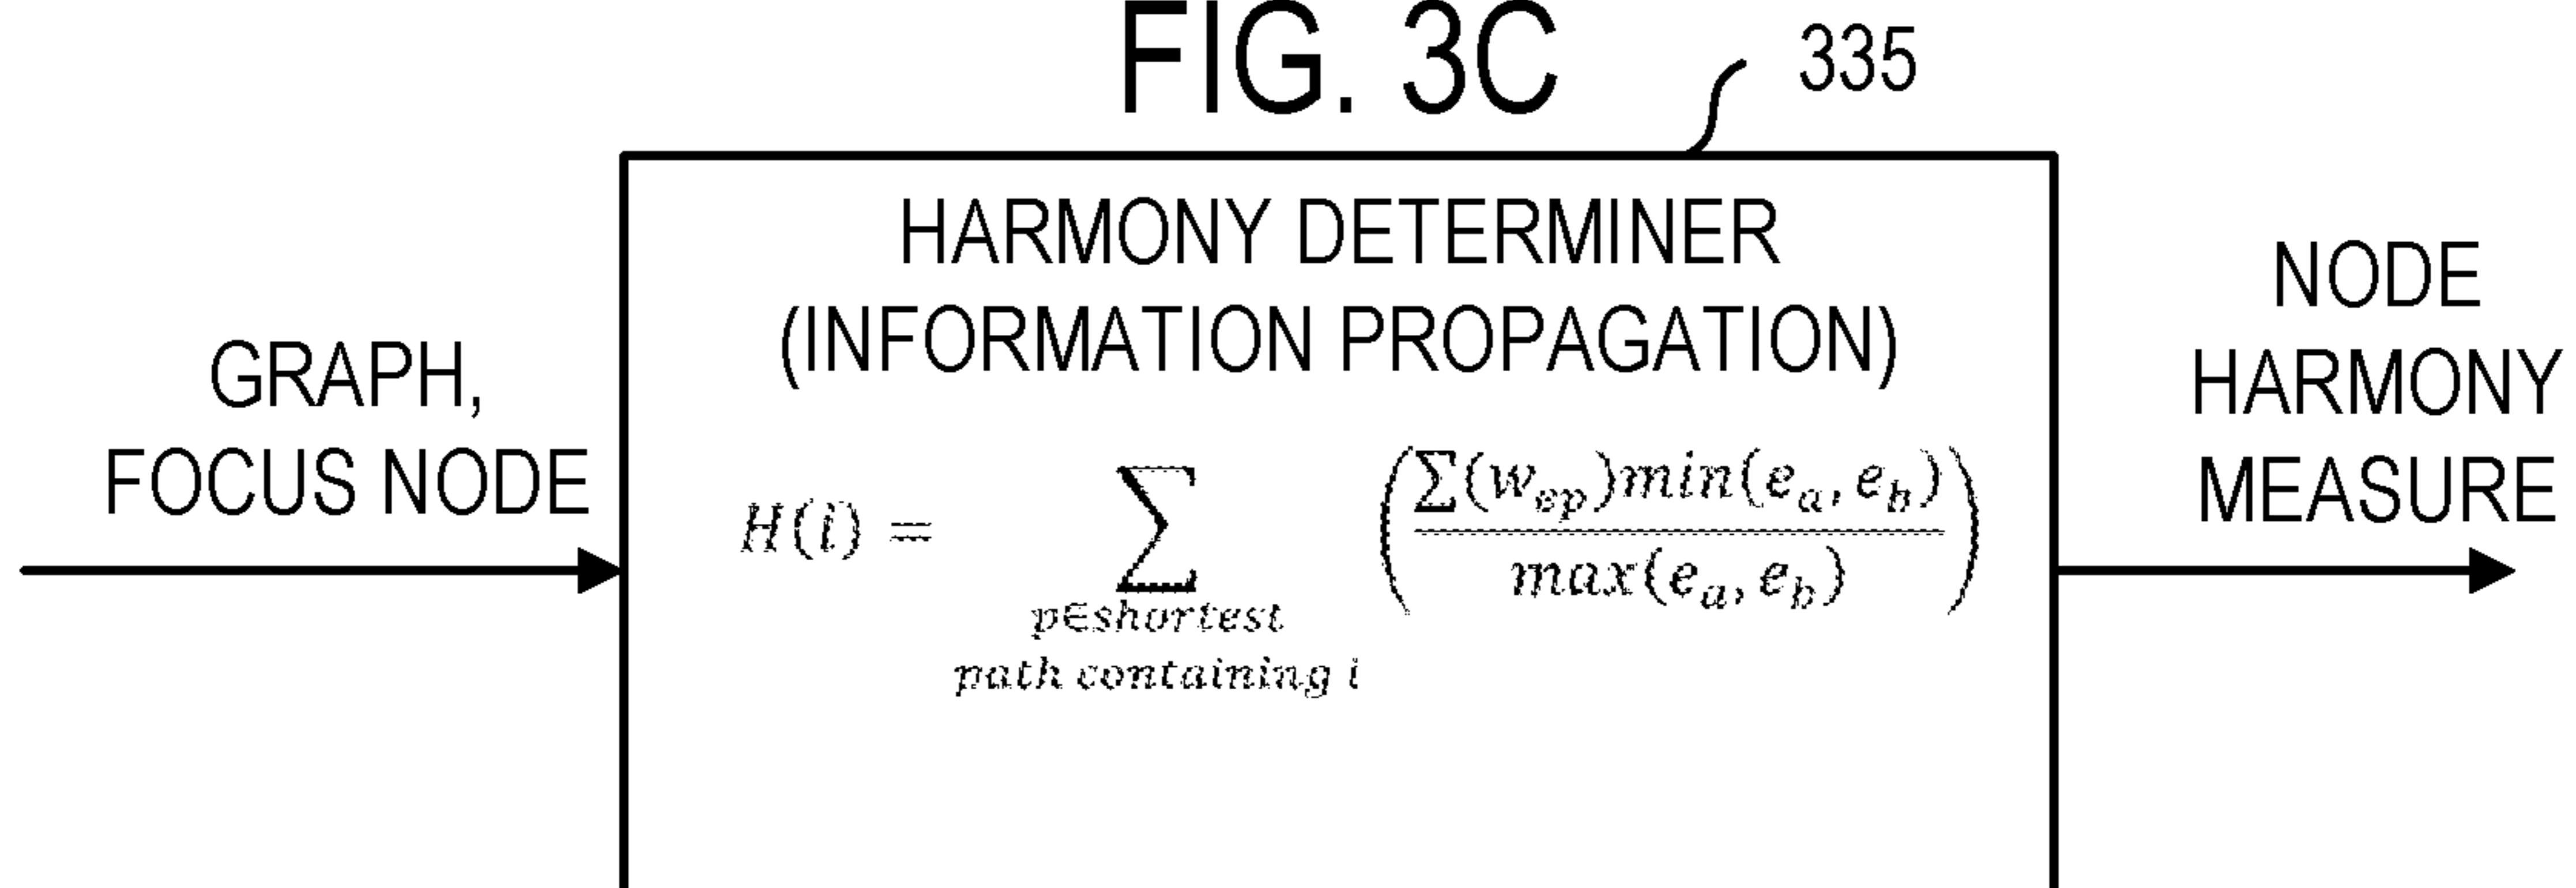 FIG. 3C
335
HARMONY DETERMINER
(INFORMATION PROPAGATION)
GRAPH,
FOCUS NODE
H(i) = ∑ (∑(w_ep)min(e_a, e_b) / max(e_a, e_b))
p∈shortest
path containing i
NODE
HARMONY
MEASURE